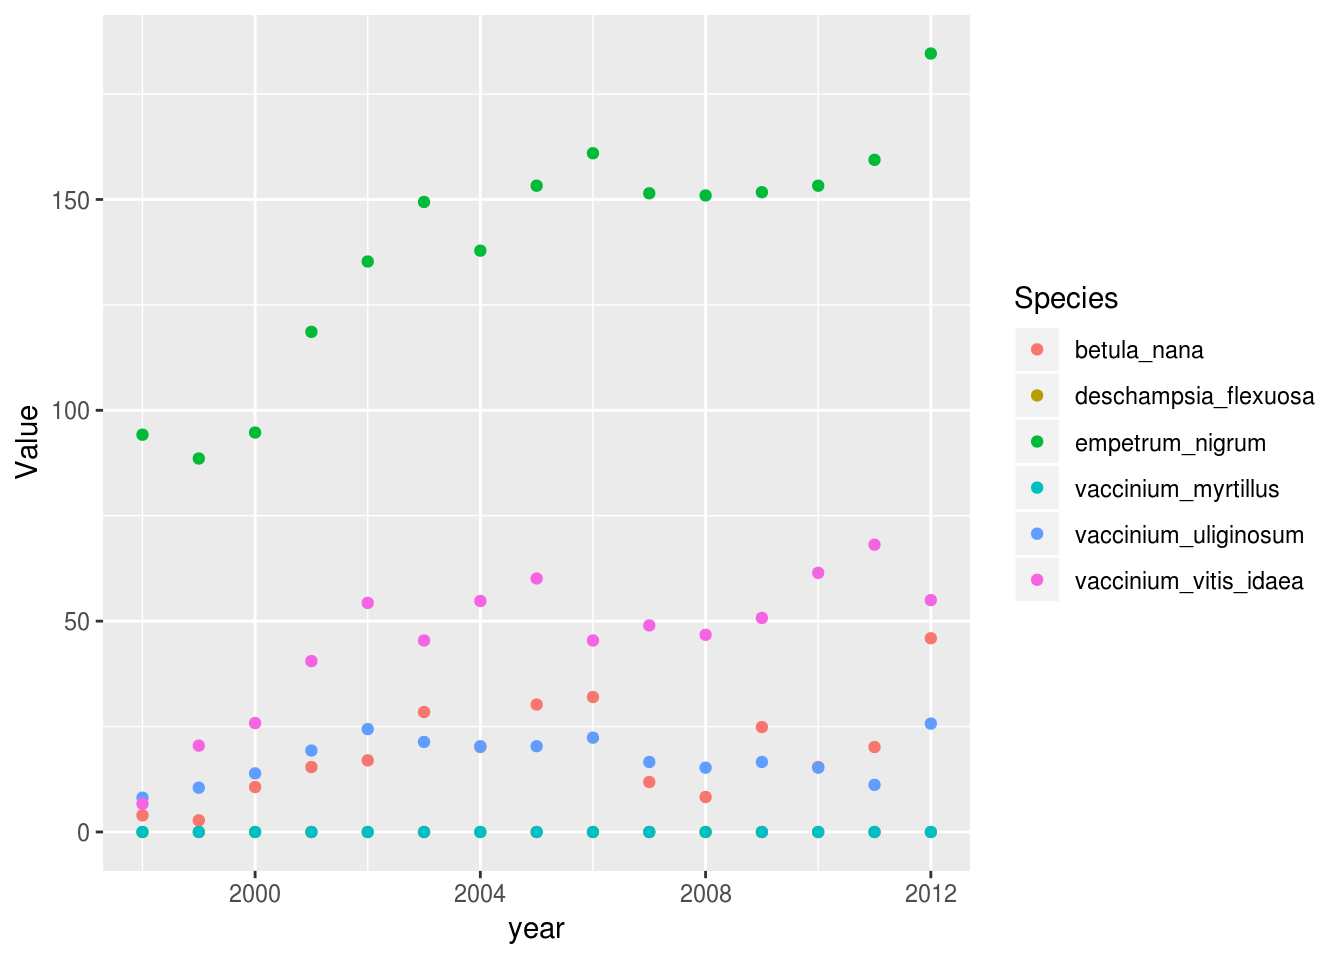 Value
150
100
50
0
2000
2004
2008
2012
year
Species
betula_nana
deschampsia_flexuosa
empetrum_nigrum
vaccinium_myrtillus
vaccinium_uliginosum
vaccinium_vitis_idaea